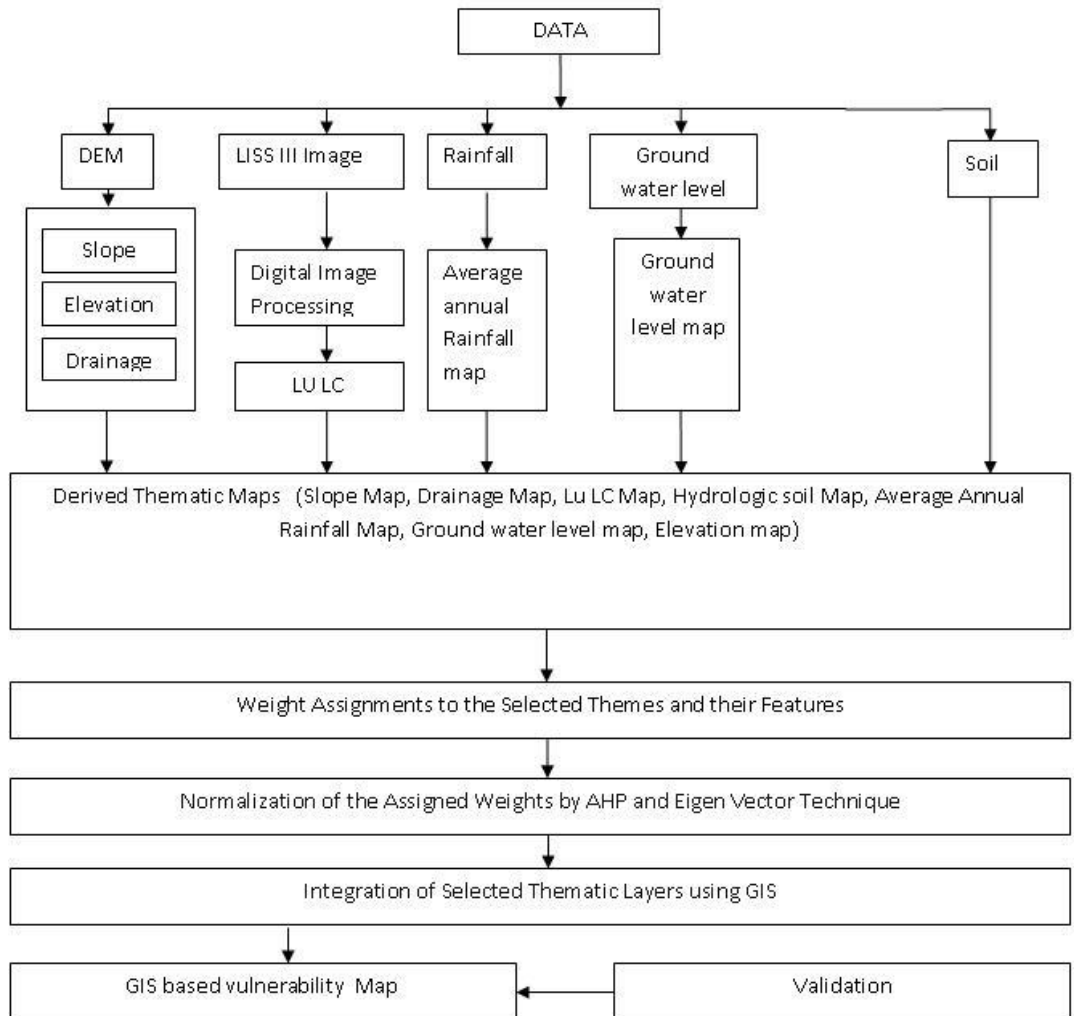 DATA
DEM
LISS III Image
Rainfall
Ground
water level
Soil
Slope
Elevation
Drainage
Digital Image
Processing
LU LC
Average
annual
Rainfall
map
Ground
water
level map
Derived Thematic Maps (Slope Map, Drainage Map, Lu LC Map, Hydrologic soil Map, Average Annual
Rainfall Map, Ground water level map, Elevation map)
Weight Assignments to the Selected Themes and their Features
Normalization of the Assigned Weights by AHP and Eigen Vector Technique
Integration of Selected Thematic Layers using GIS
GIS based vulnerability Map
Validation